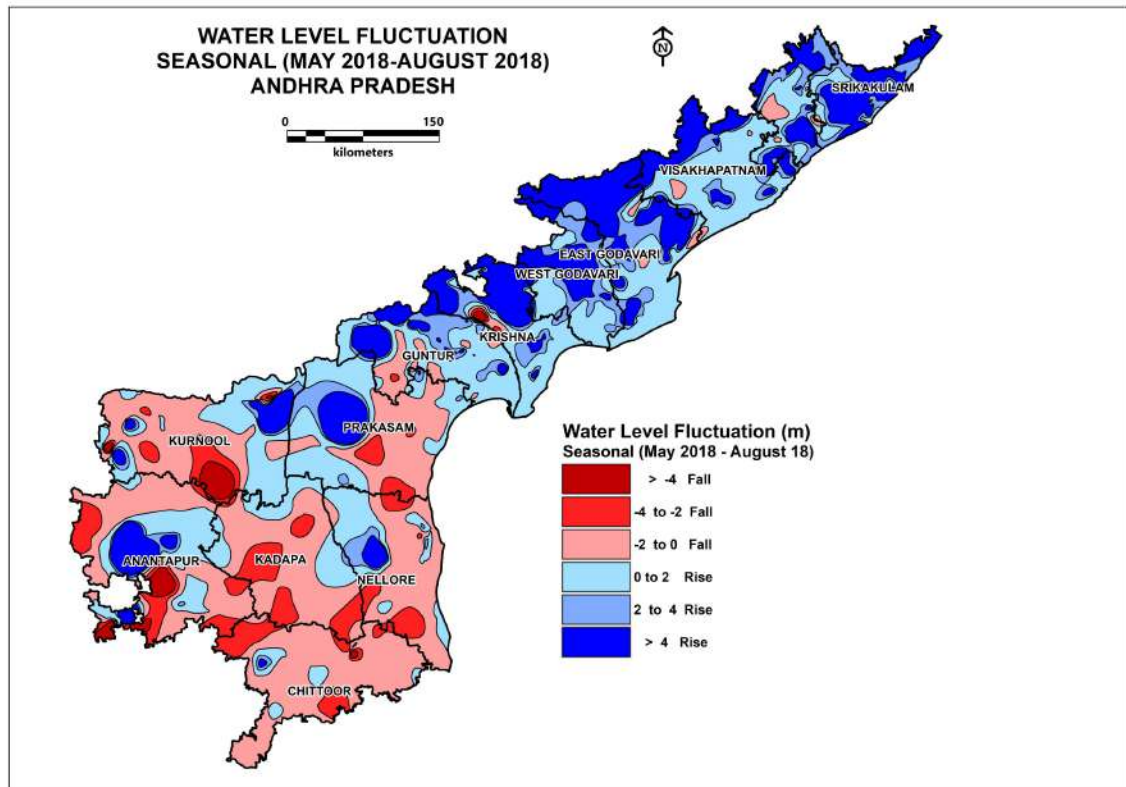 WATER LEVEL FLUCTUATION
SEASONAL (MAY 2018-AUGUST 2018)
ANDHRA PRADESH
0 150
kilometers
N
SRIKAKULAM
VISAKHAPATNAM
EAST GODAVARI
WEST GODAVARI
KRISHNA
GUNTUR
PRAKASAM
KURNOOL
ANANTAPUR
KADAPA
NELLORE
CHITTOOR
Water Level Fluctuation (m)
Seasonal (May 2018 - August 18)
> -4 Fall
-4 to -2 Fall
-2 to 0 Fall
0 to 2 Rise
2 to 4 Rise
> 4 Rise